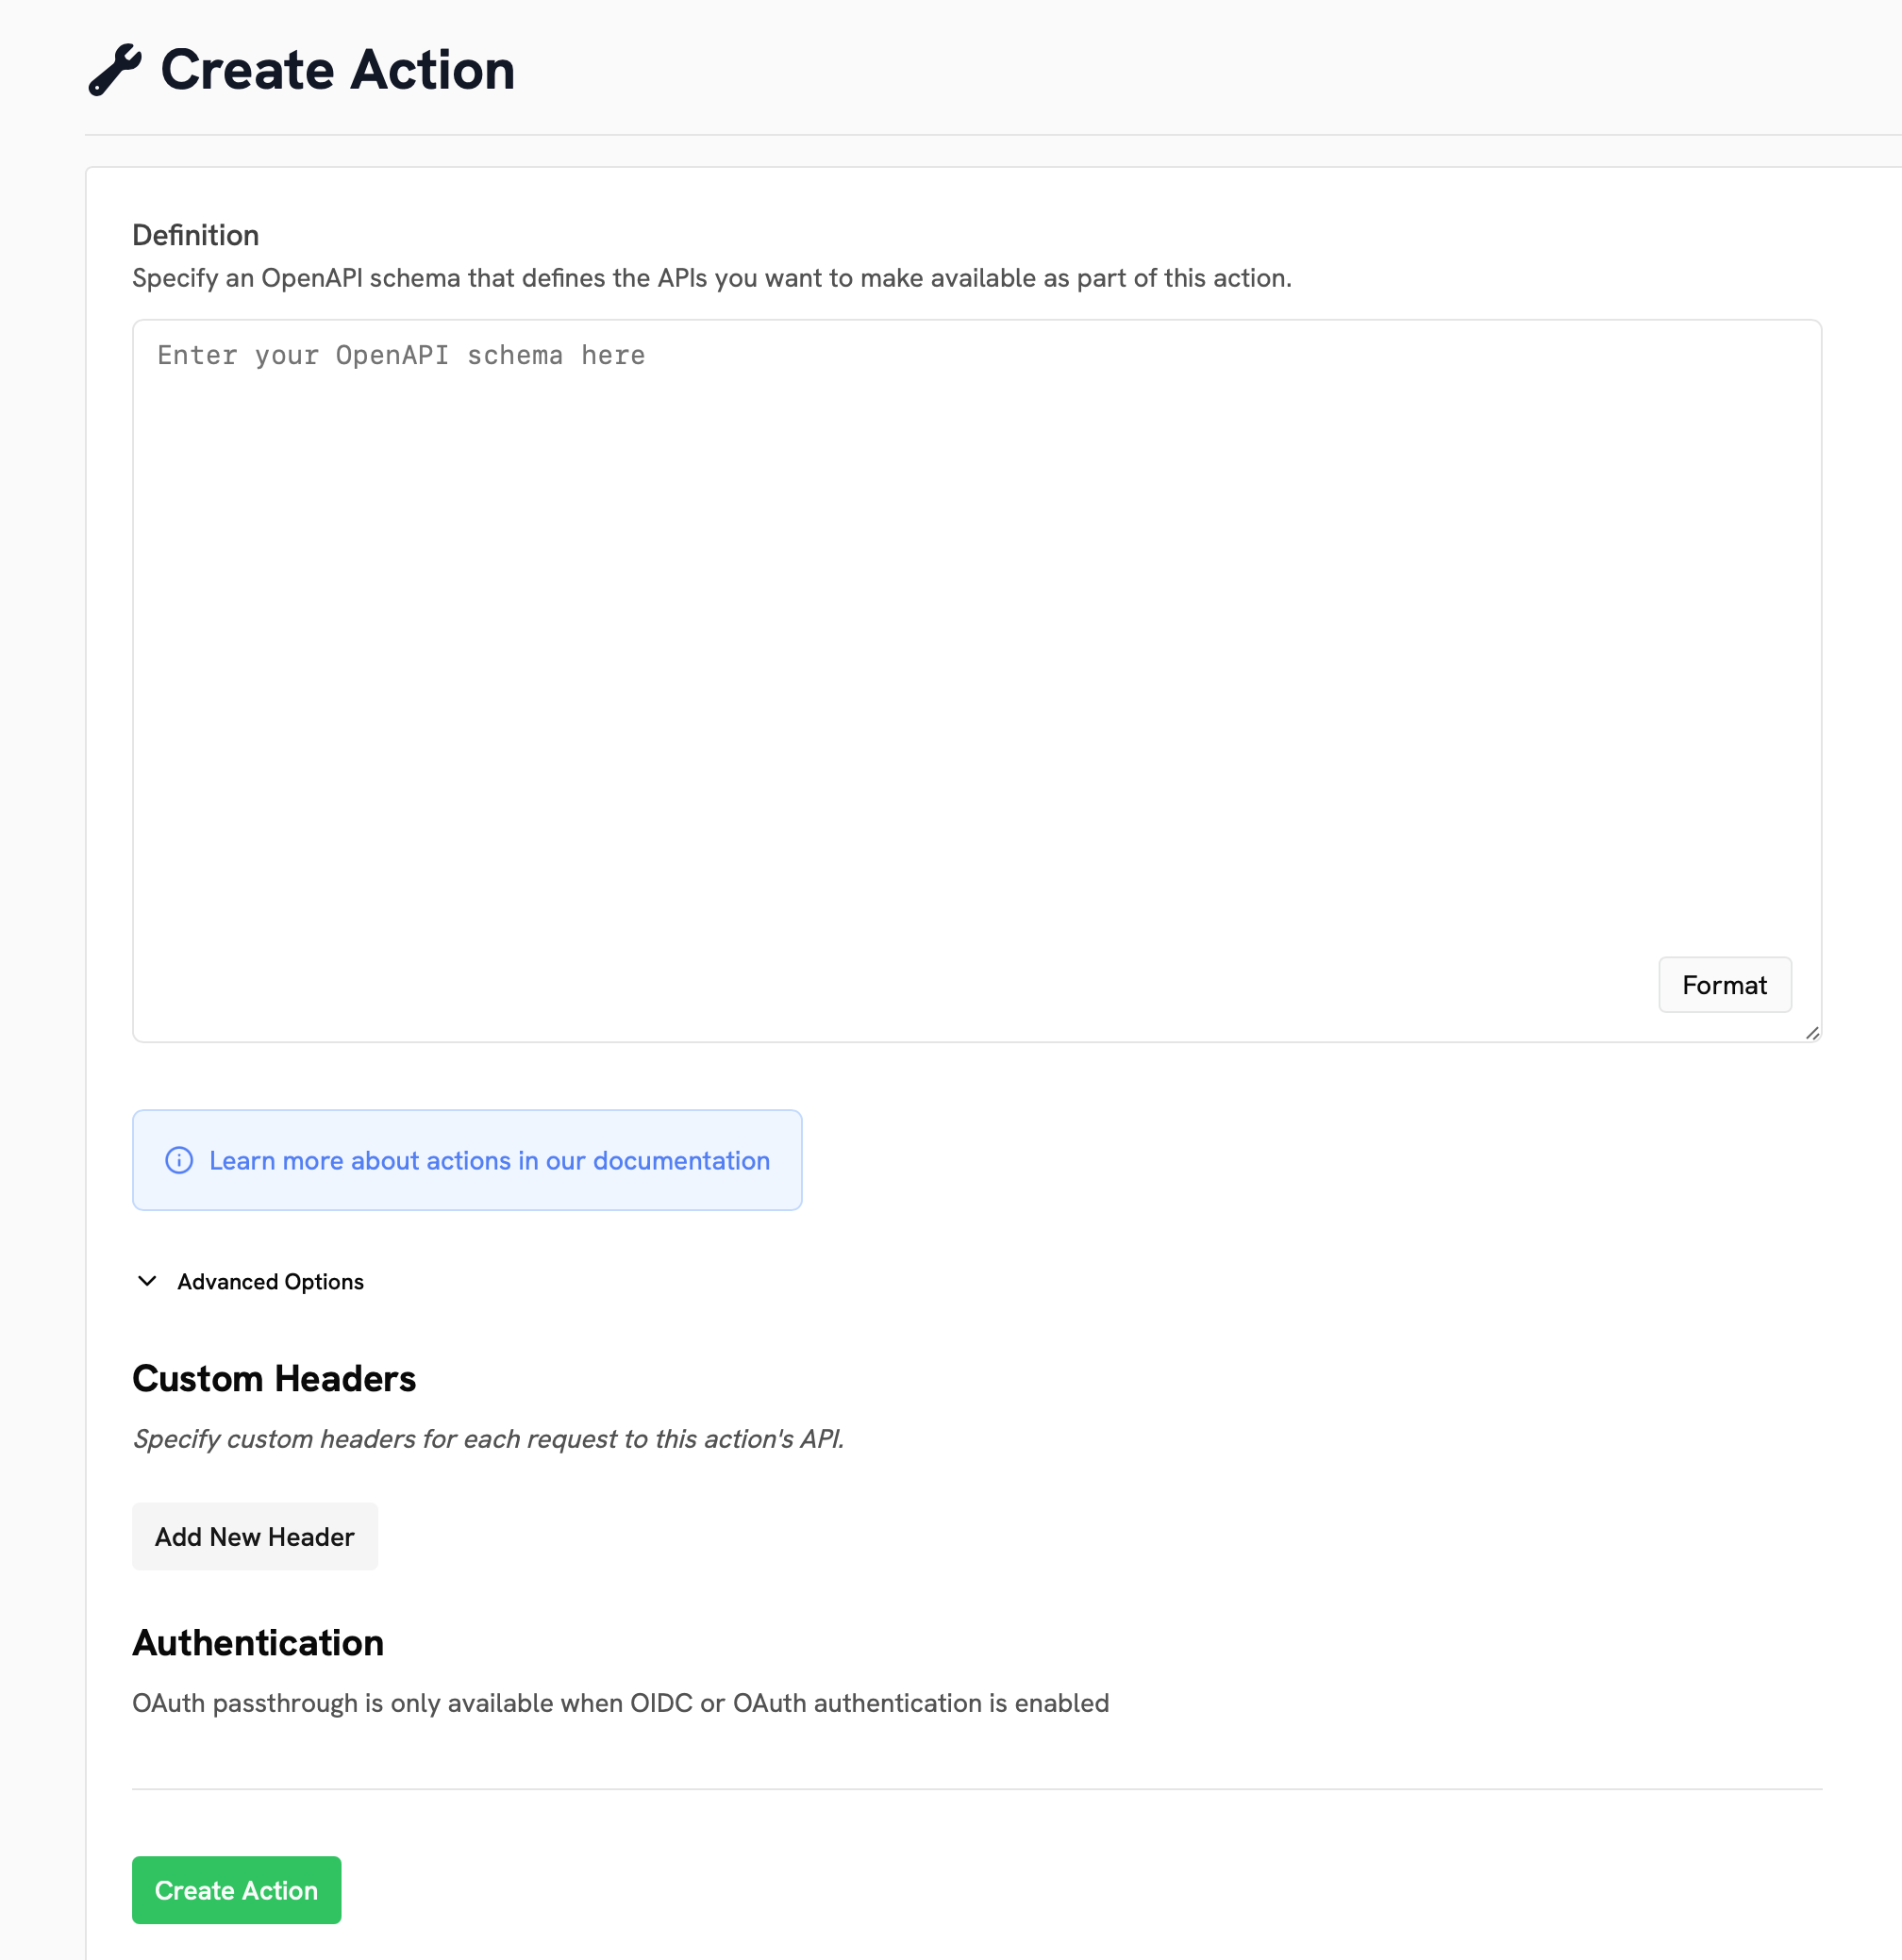 Create Action
Definition
Specify an OpenAPI schema that defines the APIs you want to make available as part of this action.
Enter your OpenAPI schema here
Format
Learn more about actions in our documentation
Advanced Options
Custom Headers
Specify custom headers for each request to this action's API.
Add New Header
Authentication
OAuth passthrough is only available when OIDC or OAuth authentication is enabled
Create Action